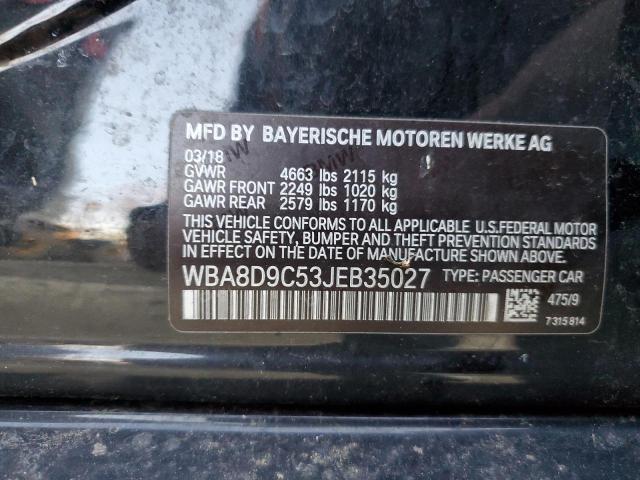 MFD BY BAYERISCHE MOTOREN WERKE AG
03/18
GVWR 4663 lbs 2115 kg
GAWR FRONT 2249 lbs 1020 kg
GAWR REAR 2579 lbs 1170 kg
THIS VEHICLE CONFORMS TO ALL APPLICABLE U.S.FEDERAL MOTOR
VEHICLE SAFETY, BUMPER AND THEFT PREVENTION STANDARDS
IN EFFECT ON THE DATE OF MANUFACTURE SHOWN ABOVE.
WBA8D9C53JEB35027 TYPE: PASSENGER CAR
475/9
7315814